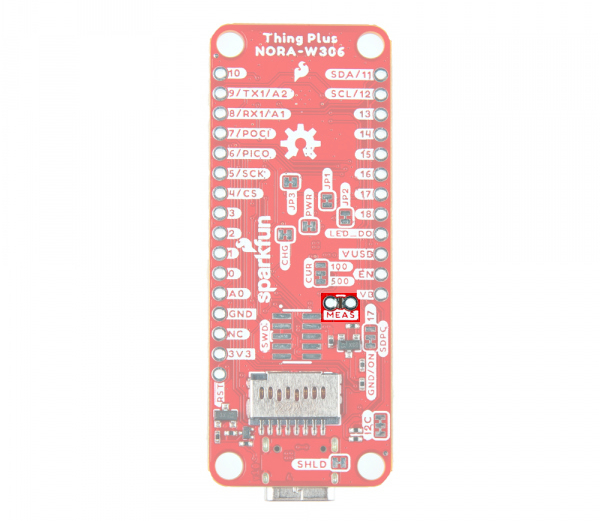 Thing Plus
NORA-W306
10
SDA/11
9/TX1/A2
SCL/12
8/RX1/A1
13
7/POCI
14
6/PICO
15
5/SCK
16
4/CS
17
3
18
2
LED_DO
1
VUSB
0
EN
A0
VB
GND
NC
3V3
RST
JP1
JP2
JP3
PWR
CHG
CUR
100
500
sparkfun
MEAS
SWD
17
SDPC
GND/ON
I2C
SHLD